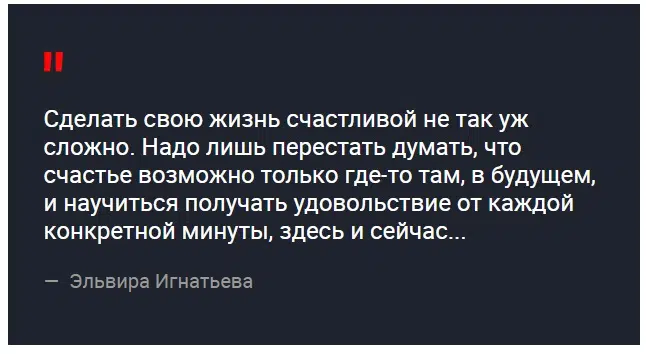 "
Сделать свою жизнь счастливой не так уж
сложно. Надо лишь перестать думать, что
счастье возможно только где-то там, в будущем,
и научиться получать удовольствие от каждой
конкретной минуты, здесь и сейчас...
— Эльвира Игнатьева